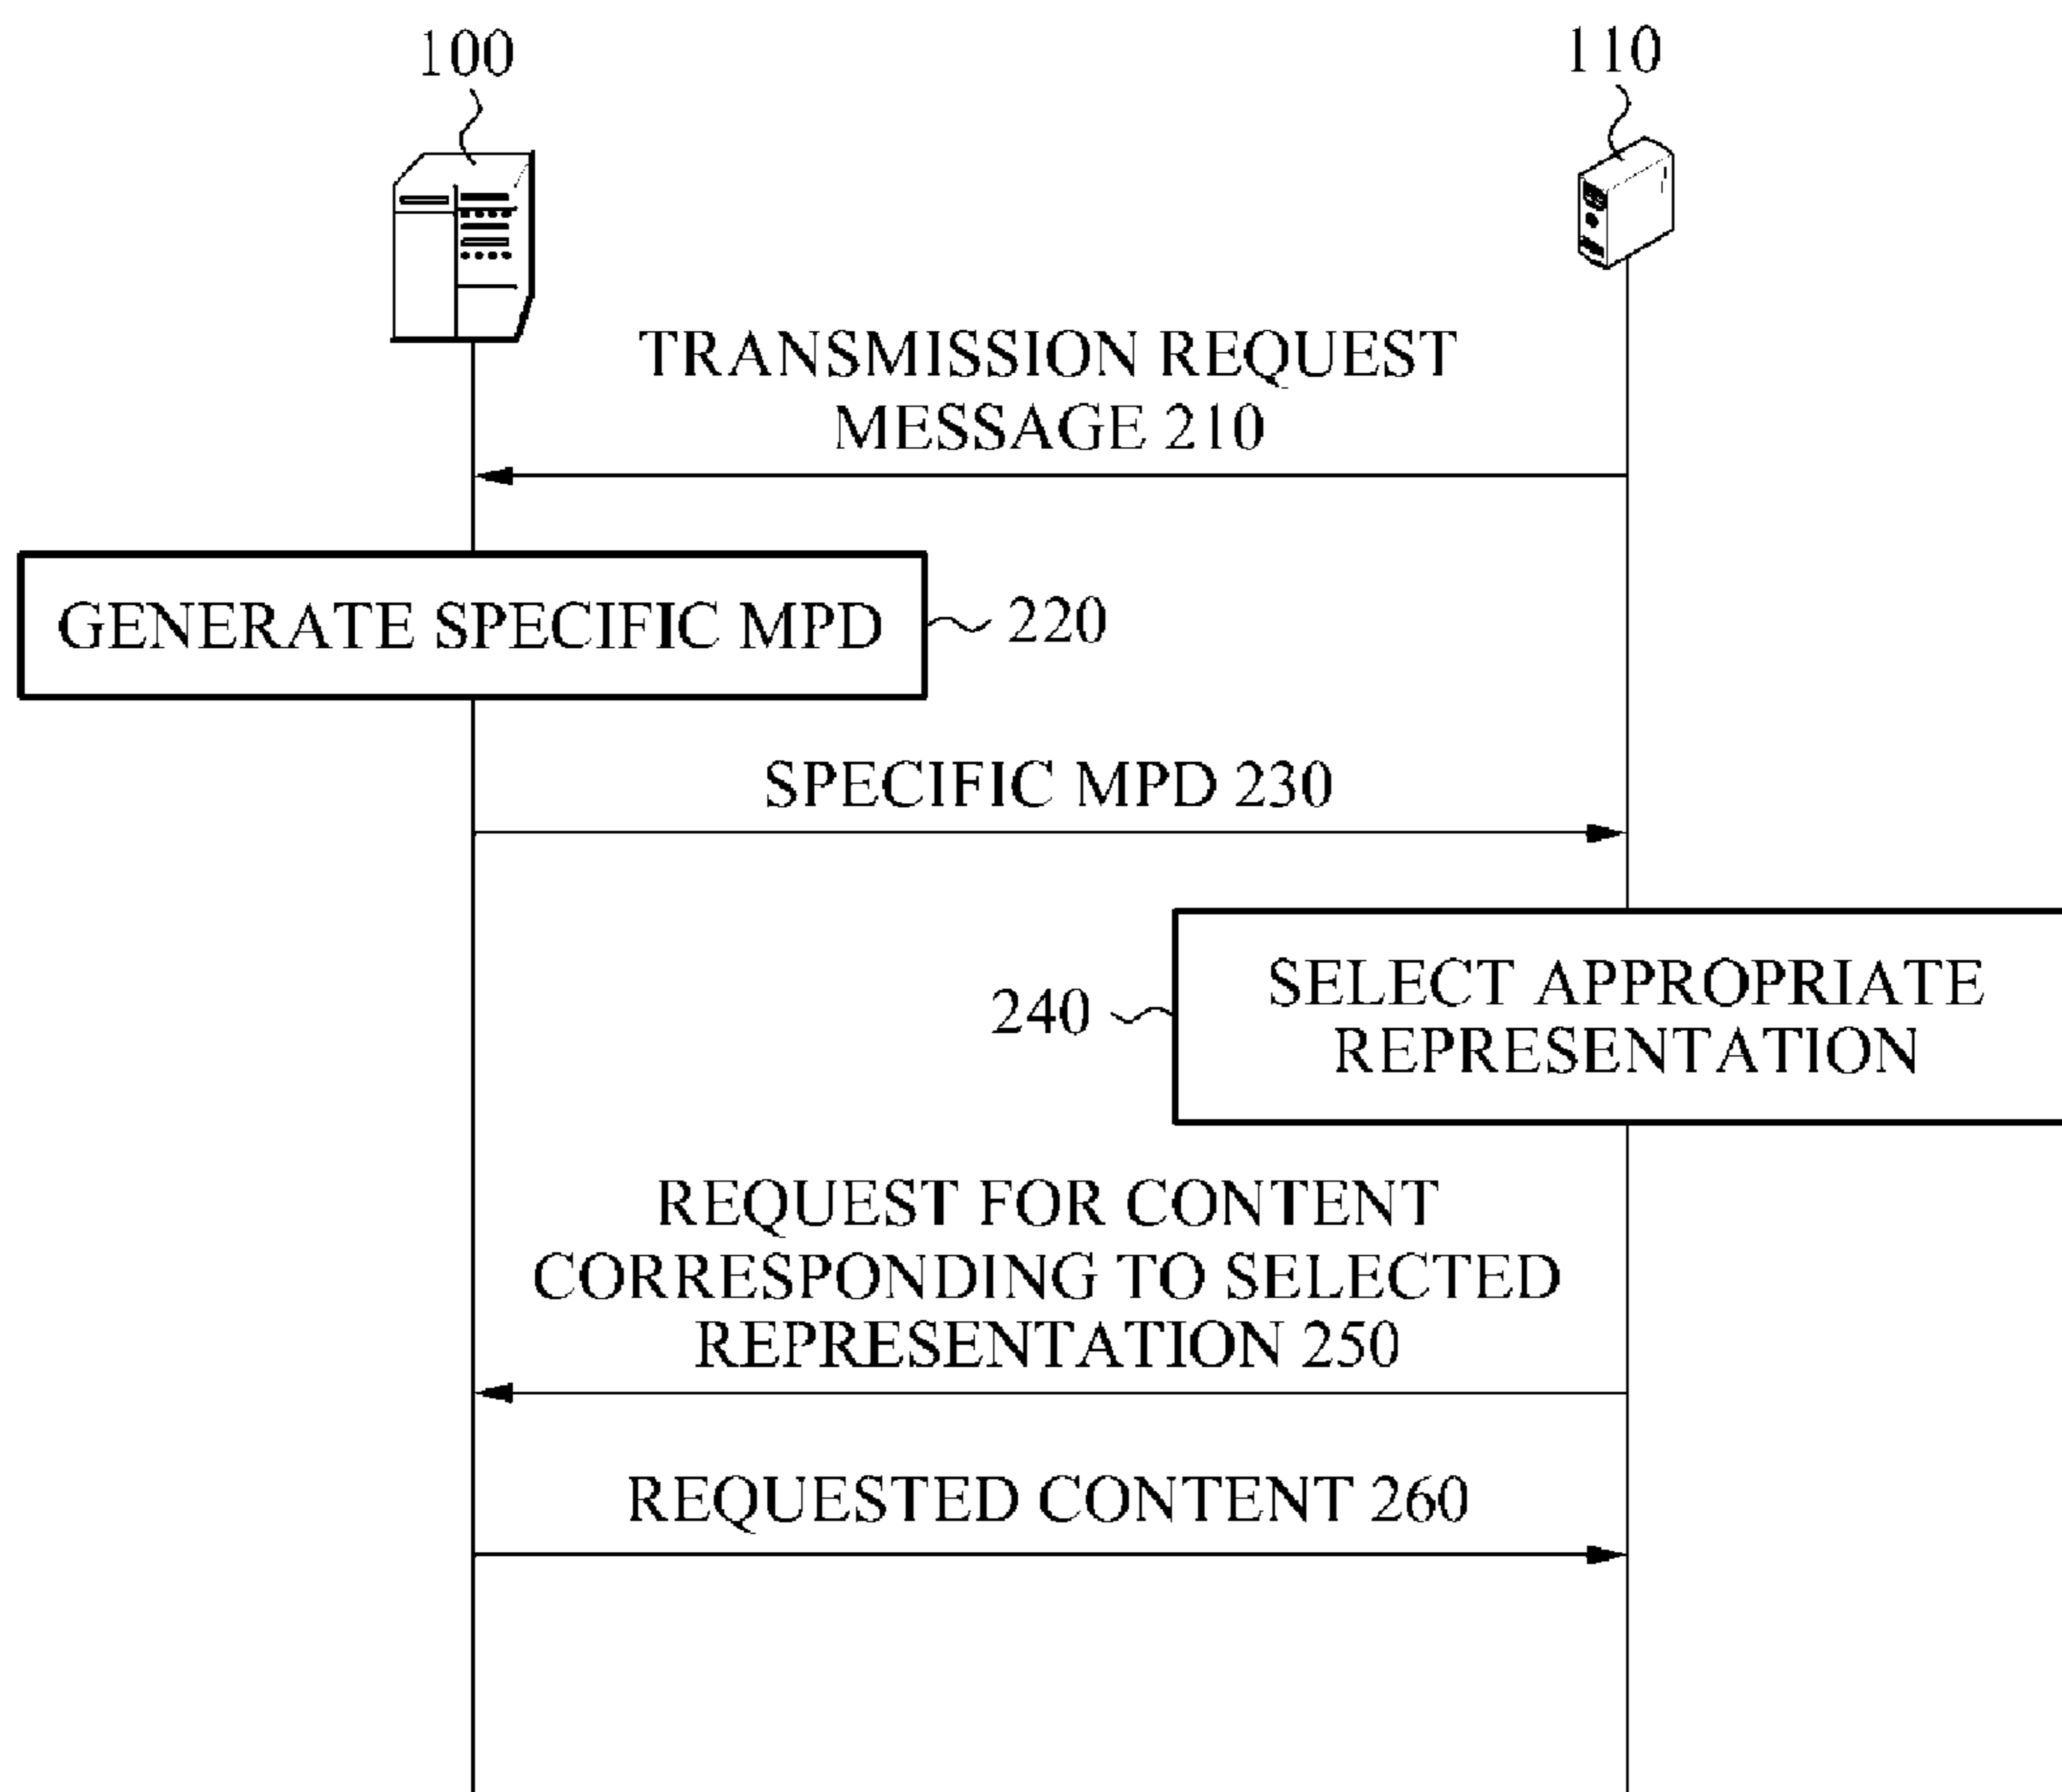 100
110
TRANSMISSION REQUEST
MESSAGE 210
GENERATE SPECIFIC MPD
220
SPECIFIC MPD 230
SELECT APPROPRIATE
REPRESENTATION
240
REQUEST FOR CONTENT
CORRESPONDING TO SELECTED
REPRESENTATION 250
REQUESTED CONTENT 260